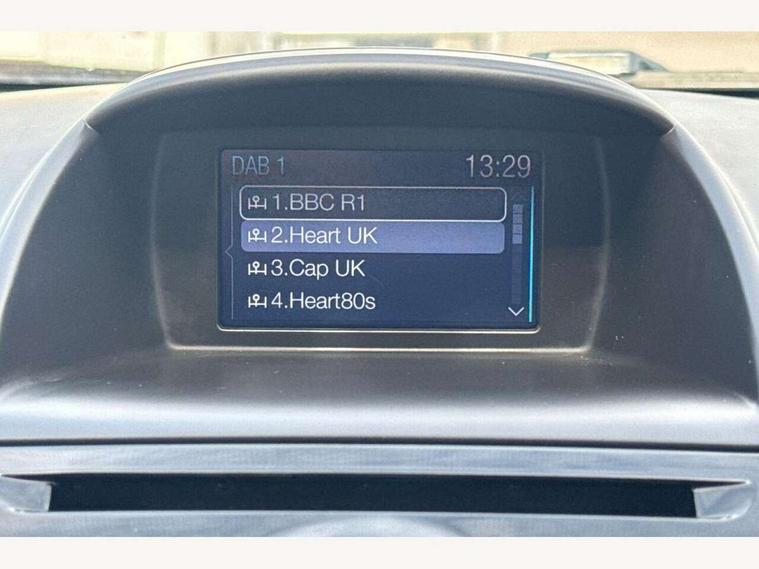 DAB 1 13:29
1.BBC R1
2.Heart UK
3.Cap UK
4.Heart80s